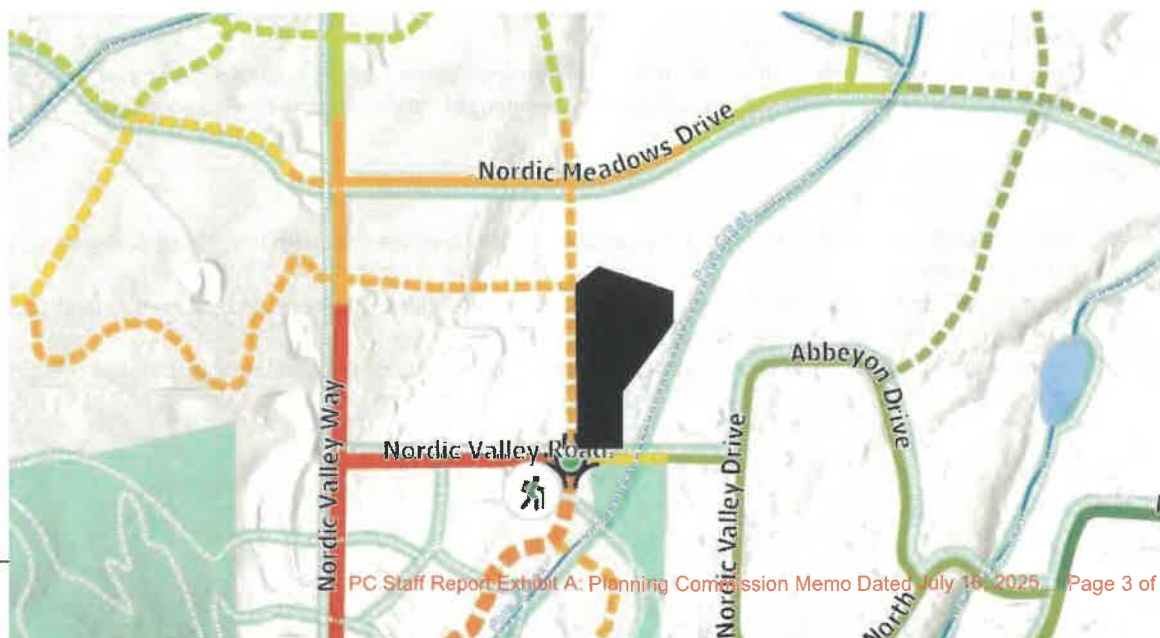 Nordic Meadows Drive
Abbeyon Drive
Nordic Valley Way
Nordic Valley Road
Nordic Valley Drive
North
PC Staff Report Exhibit A: Planning Commission Memo Dated July 16, 2025 Page 3 of